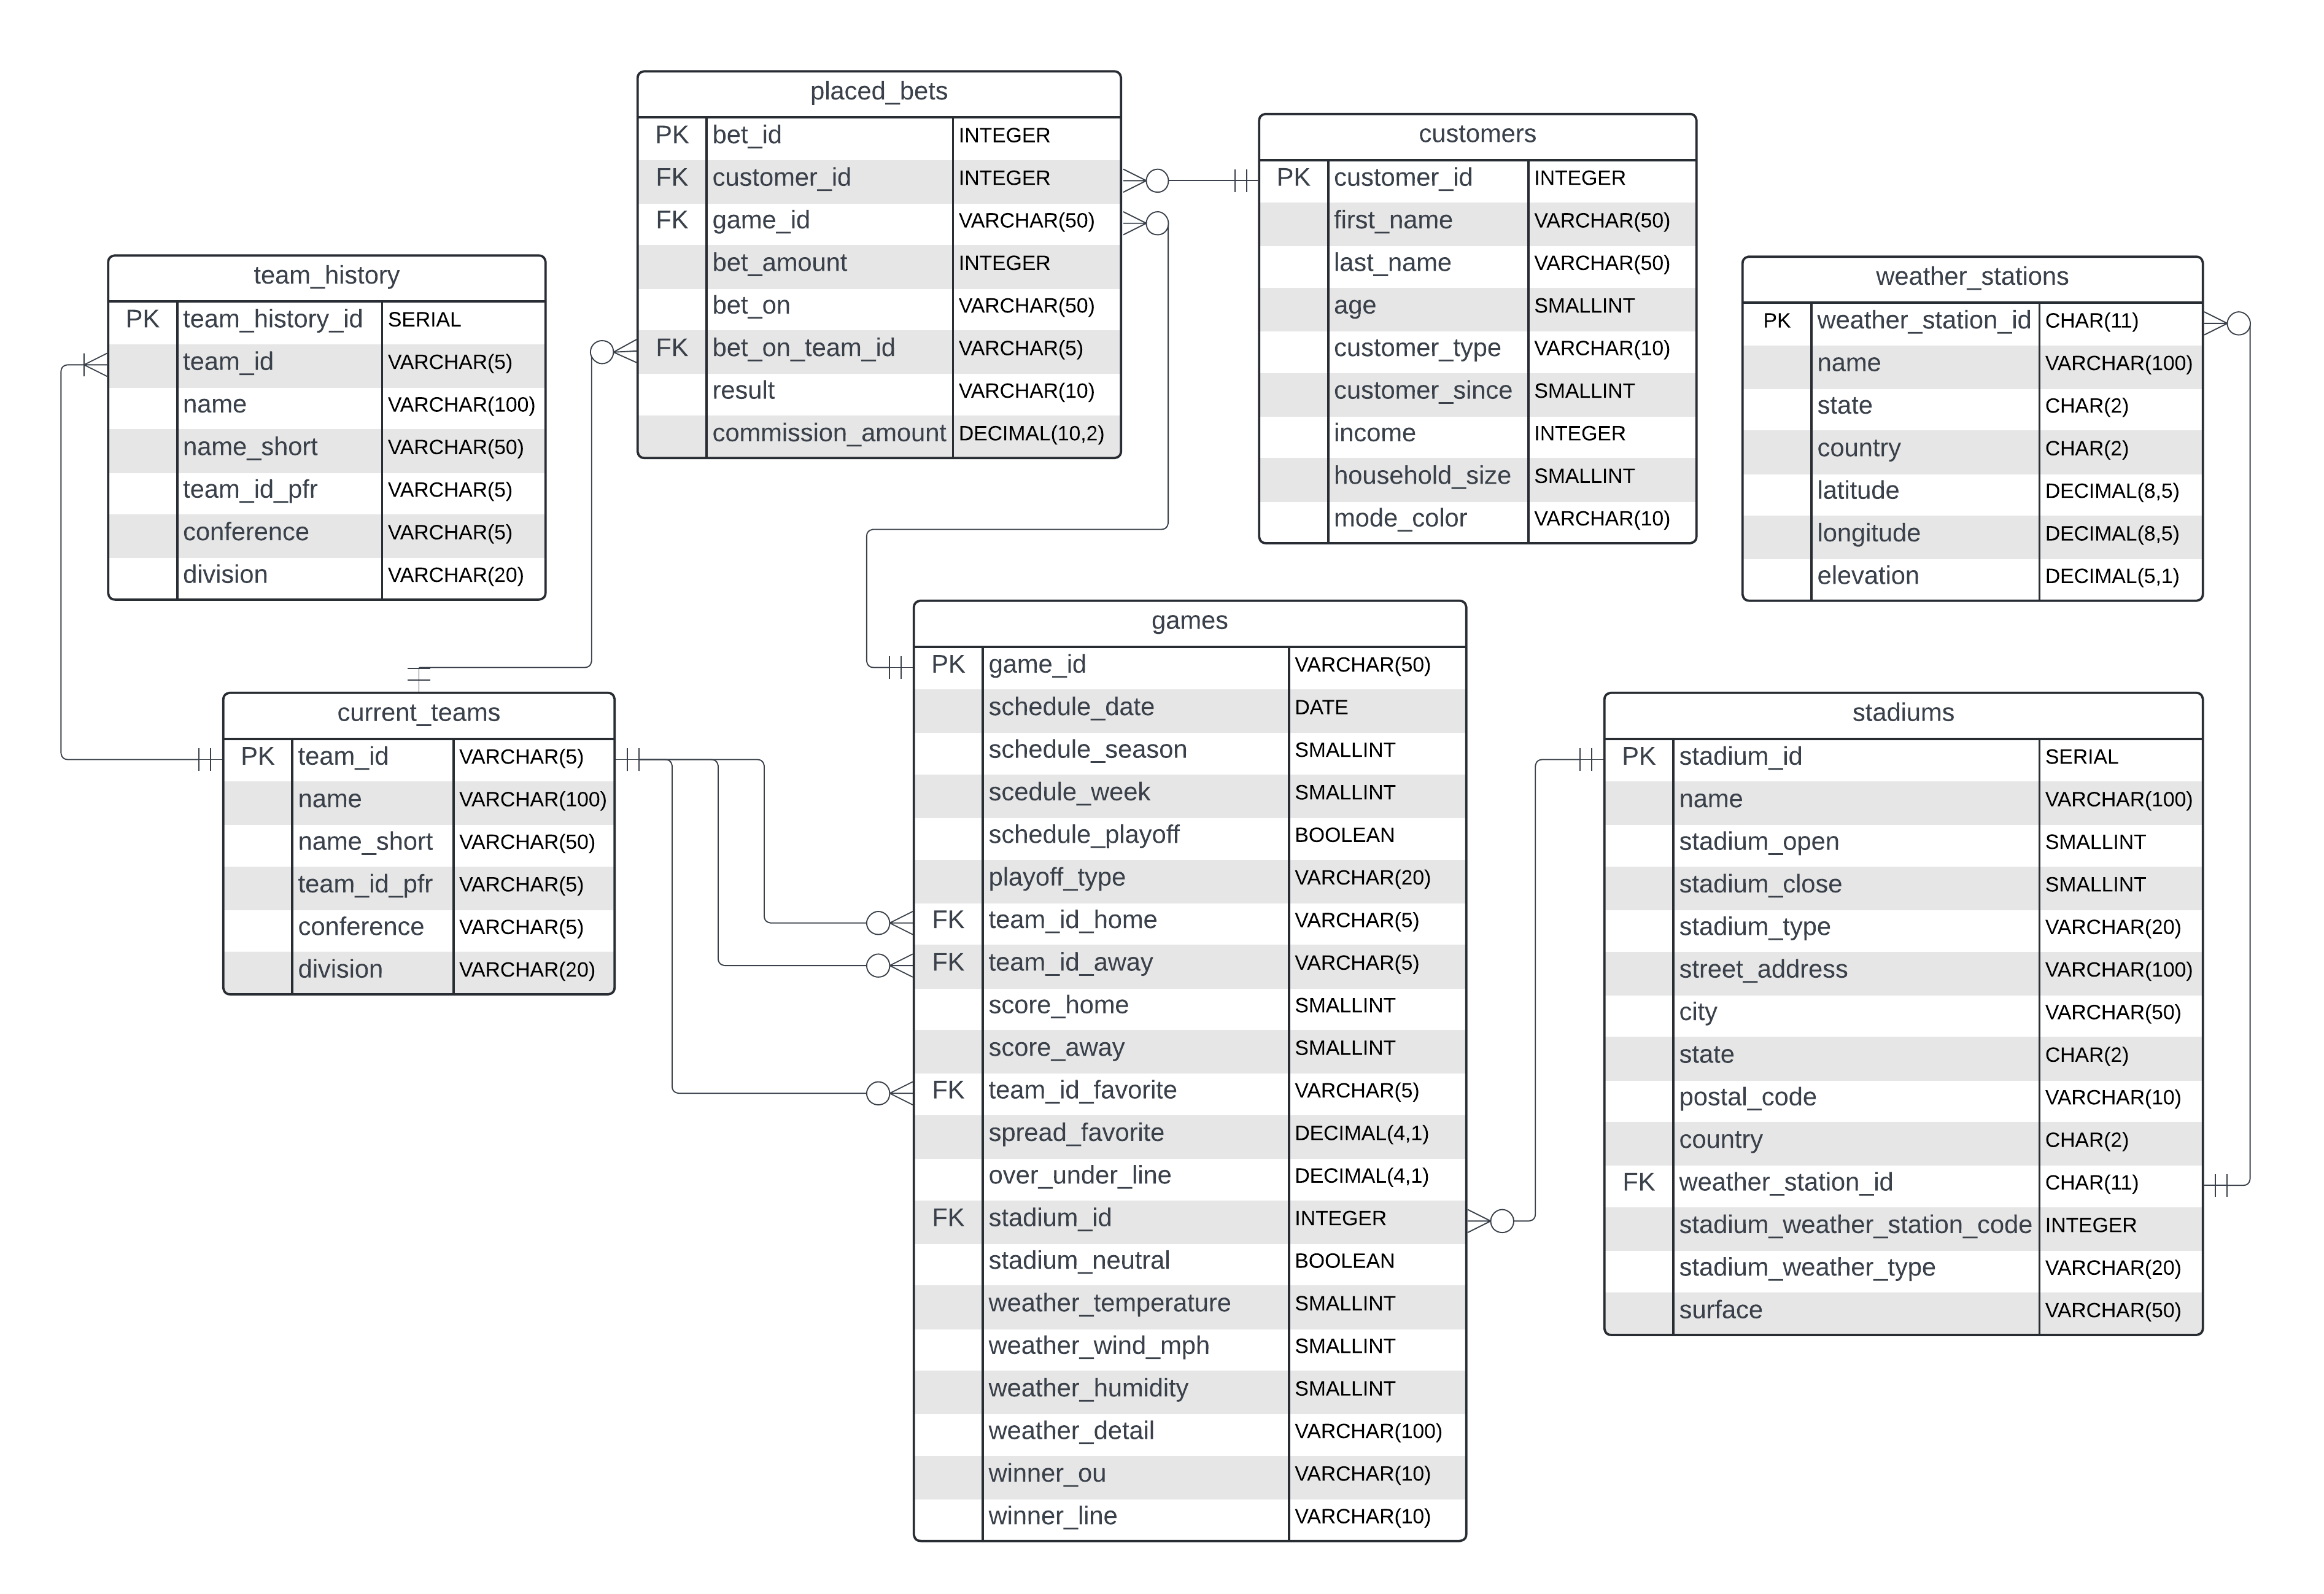 placed_bets
PK bet_id INTEGER
FK customer_id INTEGER
FK game_id VARCHAR(50)
bet_amount INTEGER
bet_on VARCHAR(50)
FK bet_on_team_id VARCHAR(5)
result VARCHAR(10)
commission_amount DECIMAL(10,2)
customers
PK customer_id INTEGER
first_name VARCHAR(50)
last_name VARCHAR(50)
age SMALLINT
customer_type VARCHAR(10)
customer_since SMALLINT
income INTEGER
household_size SMALLINT
mode_color VARCHAR(10)
team_history
PK team_history_id SERIAL
team_id VARCHAR(5)
name VARCHAR(100)
name_short VARCHAR(50)
team_id_pfr VARCHAR(5)
conference VARCHAR(5)
division VARCHAR(20)
weather_stations
PK weather_station_id CHAR(11)
name VARCHAR(100)
state CHAR(2)
country CHAR(2)
latitude DECIMAL(8,5)
longitude DECIMAL(8,5)
elevation DECIMAL(5,1)
current_teams
PK team_id VARCHAR(5)
name VARCHAR(100)
name_short VARCHAR(50)
team_id_pfr VARCHAR(5)
conference VARCHAR(5)
division VARCHAR(20)
games
PK game_id VARCHAR(50)
schedule_date DATE
schedule_season SMALLINT
scedule_week SMALLINT
schedule_playoff BOOLEAN
playoff_type VARCHAR(20)
FK team_id_home VARCHAR(5)
FK team_id_away VARCHAR(5)
score_home SMALLINT
score_away SMALLINT
FK team_id_favorite VARCHAR(5)
spread_favorite DECIMAL(4,1)
over_under_line DECIMAL(4,1)
FK stadium_id INTEGER
stadium_neutral BOOLEAN
weather_temperature SMALLINT
weather_wind_mph SMALLINT
weather_humidity SMALLINT
weather_detail VARCHAR(100)
winner_ou VARCHAR(10)
winner_line VARCHAR(10)
stadiums
PK stadium_id SERIAL
name VARCHAR(100)
stadium_open SMALLINT
stadium_close SMALLINT
stadium_type VARCHAR(20)
street_address VARCHAR(100)
city VARCHAR(50)
state CHAR(2)
postal_code VARCHAR(10)
country CHAR(2)
FK weather_station_id CHAR(11)
stadium_weather_station_code INTEGER
stadium_weather_type VARCHAR(20)
surface VARCHAR(50)